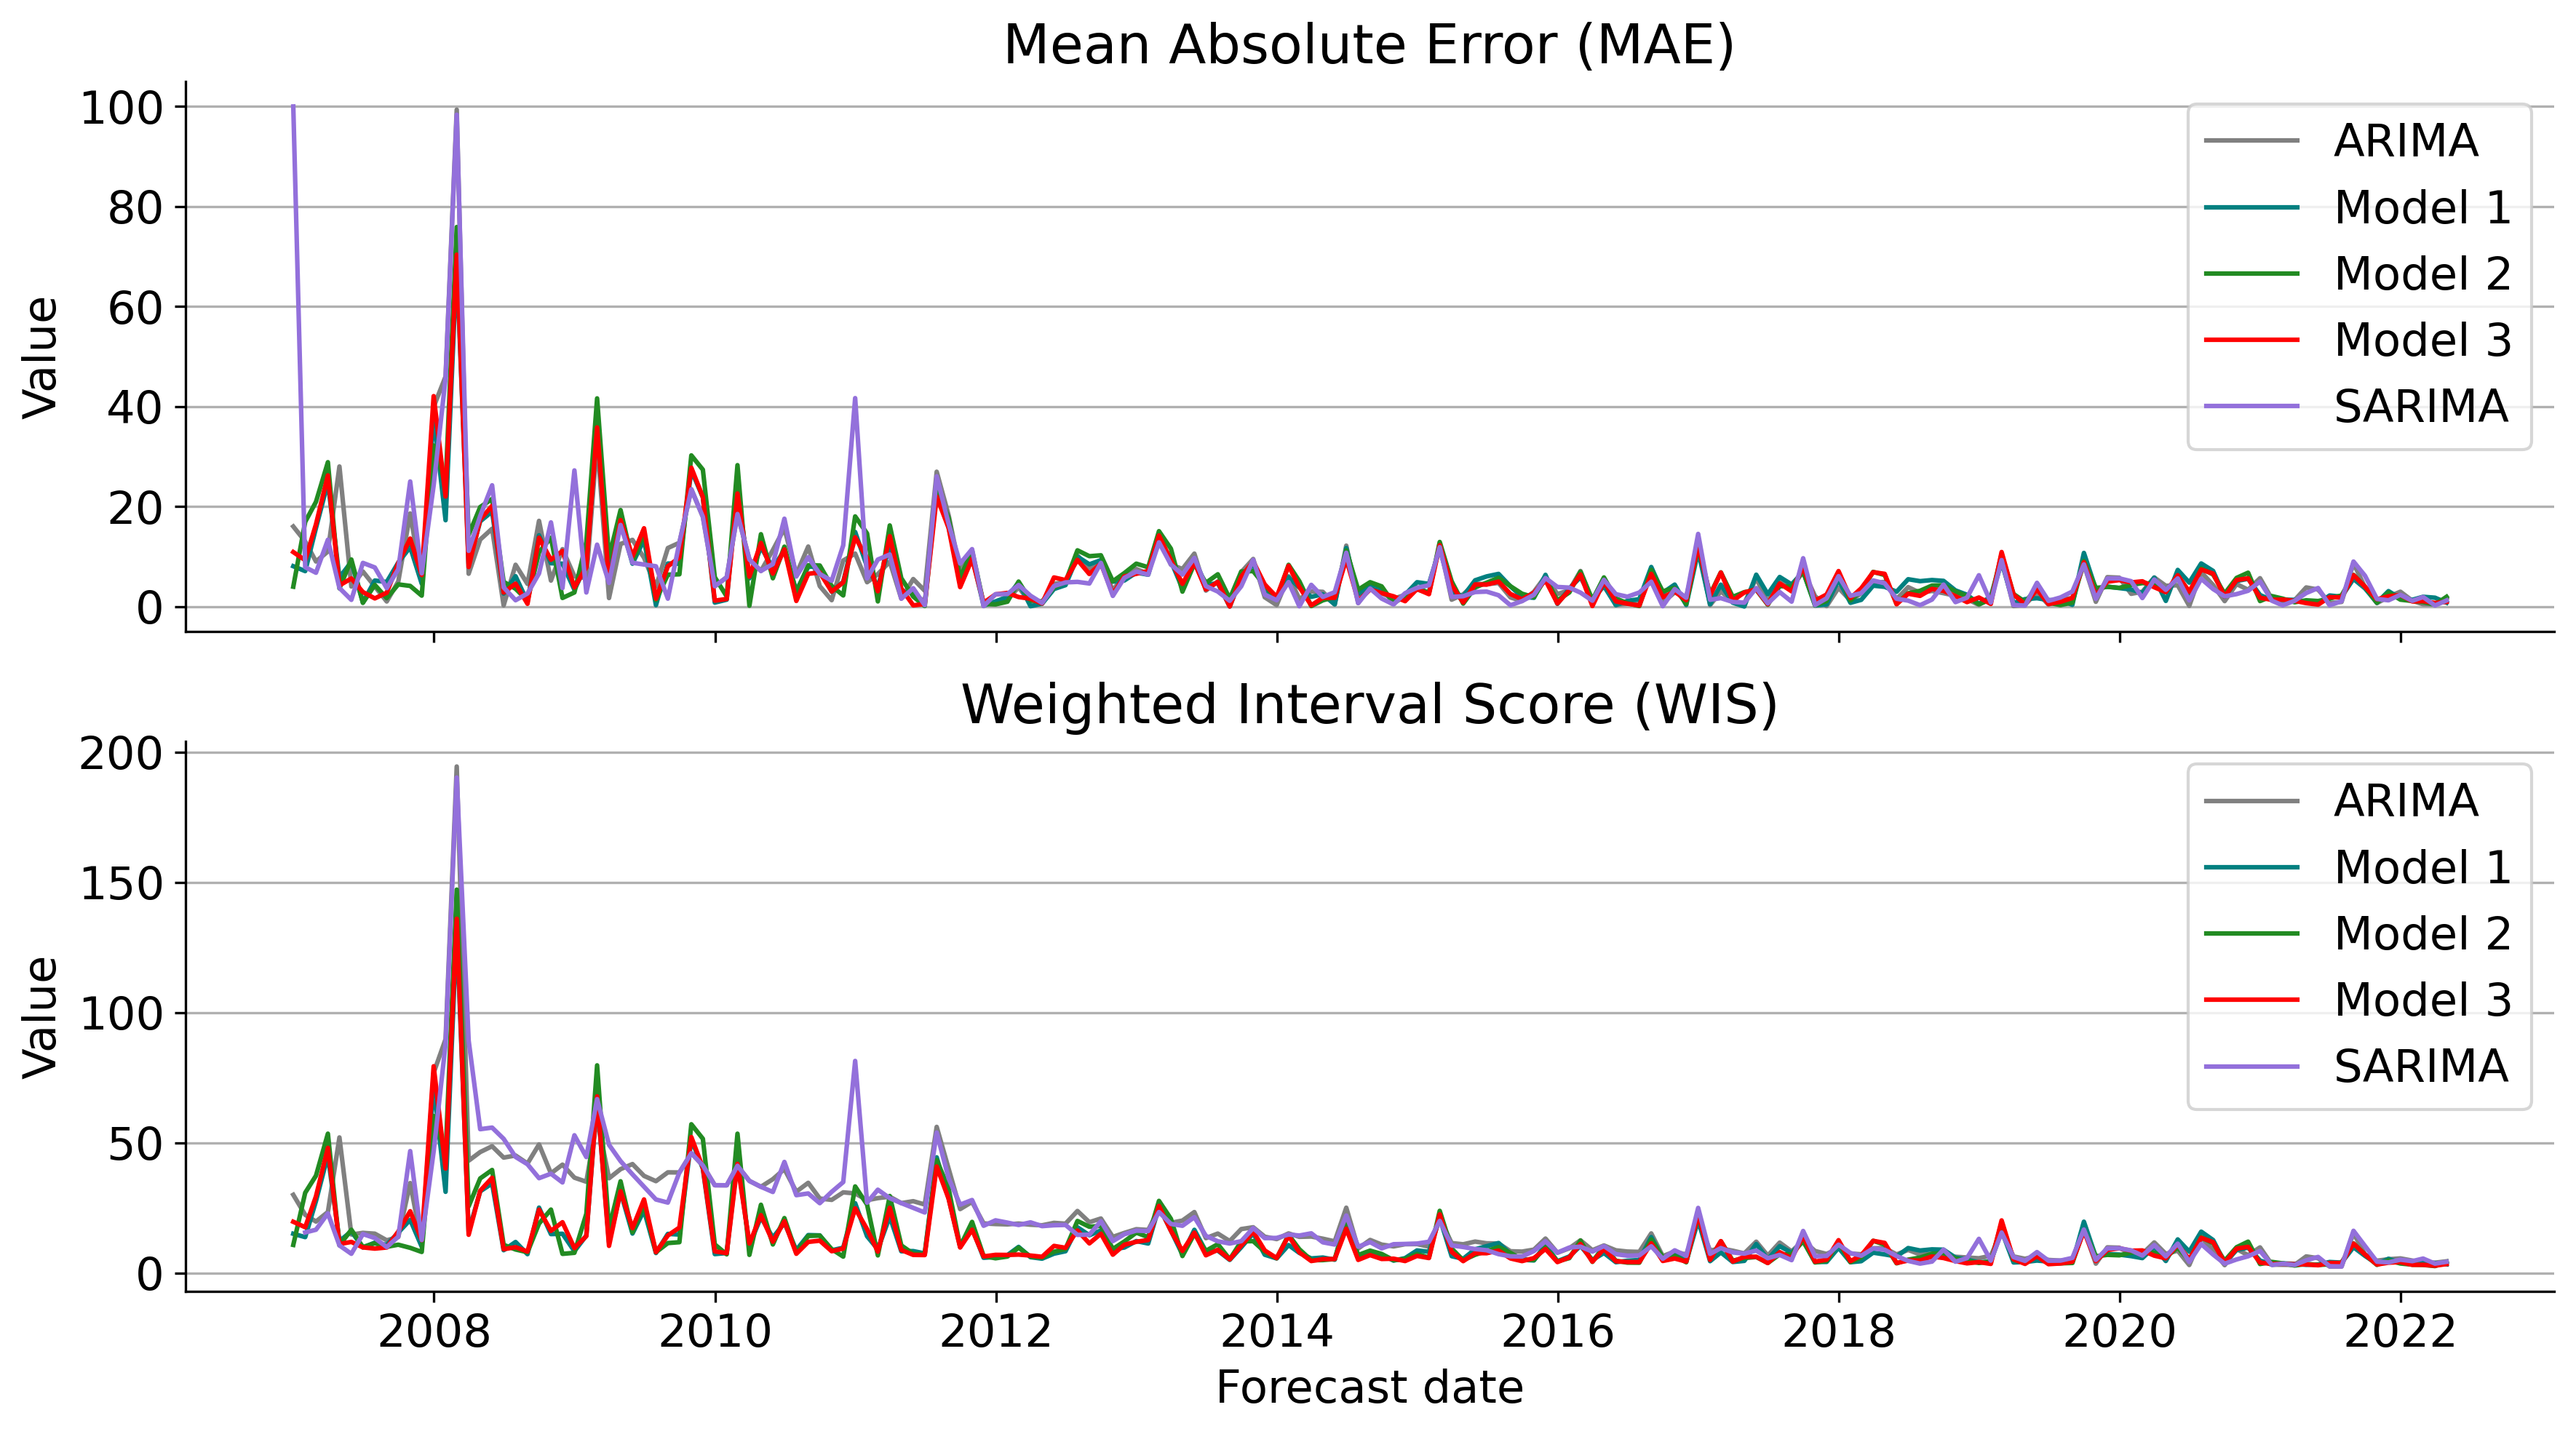 Mean Absolute Error (MAE)
100
80
60
40
20
0
Value
ARIMA
Model 1
Model 2
Model 3
SARIMA
Weighted Interval Score (WIS)
200
150
100
50
0
Value
ARIMA
Model 1
Model 2
Model 3
SARIMA
2008 2010 2012 2014 2016 2018 2020 2022
Forecast date